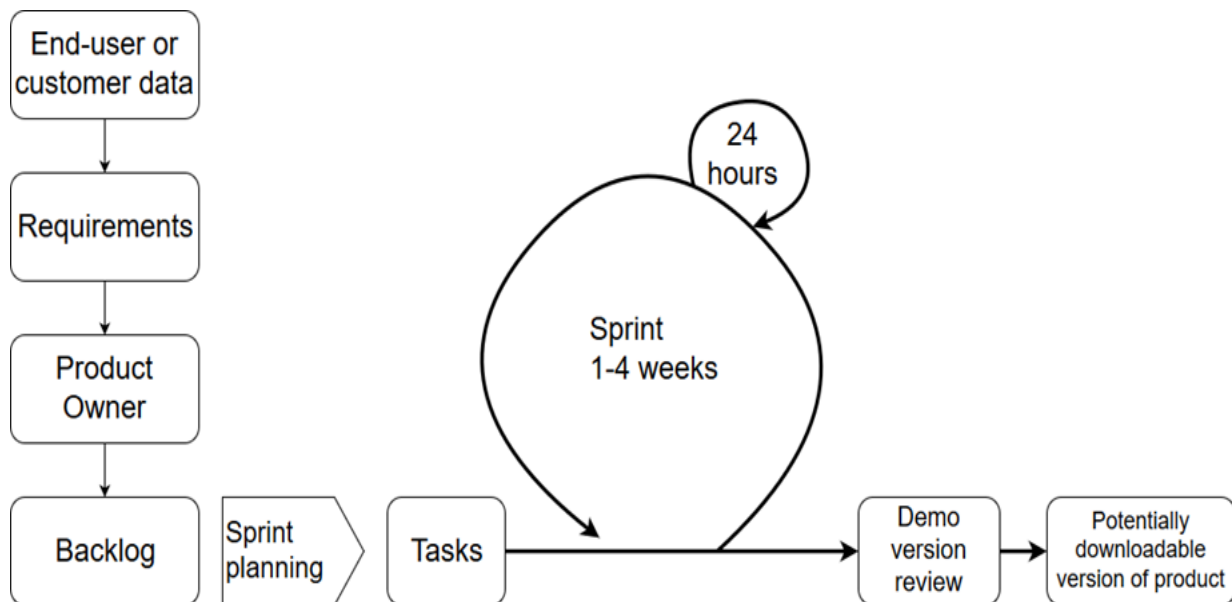 End-user or
customer data
Requirements
Product
Owner
Backlog
Sprint
planning
Tasks
24
hours
Sprint
1-4 weeks
Demo
version
review
Potentially
downloadable
version of product